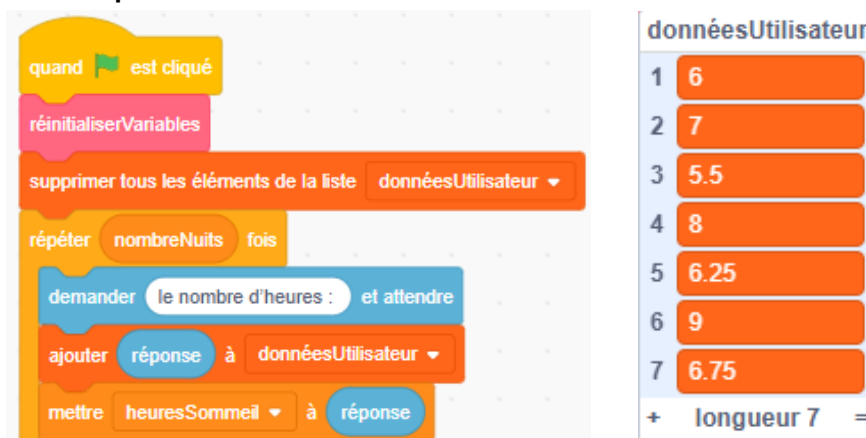 quand est cliqué
réinitialiserVariables
supprimer tous les éléments de la liste donnéesUtilisateur
répéter nombreNuits fois
demander le nombre d'heures : et attendre
ajouter réponse à donnéesUtilisateur
mettre heuresSommeil à réponse
donnéesUtilisateur
1 6
2 7
3 5.5
4 8
5 6.25
6 9
7 6.75
+ longueur 7 =